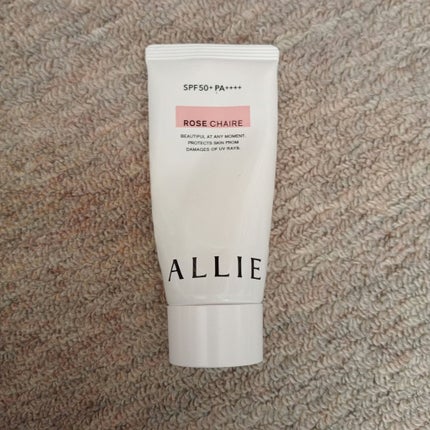 SPF50+ PA++++
ROSE CHAIRE
BEAUTIFUL AT ANY MOMENT.
PROTECTS SKIN FROM
DAMAGES OF UV RAYS.
ALLIE